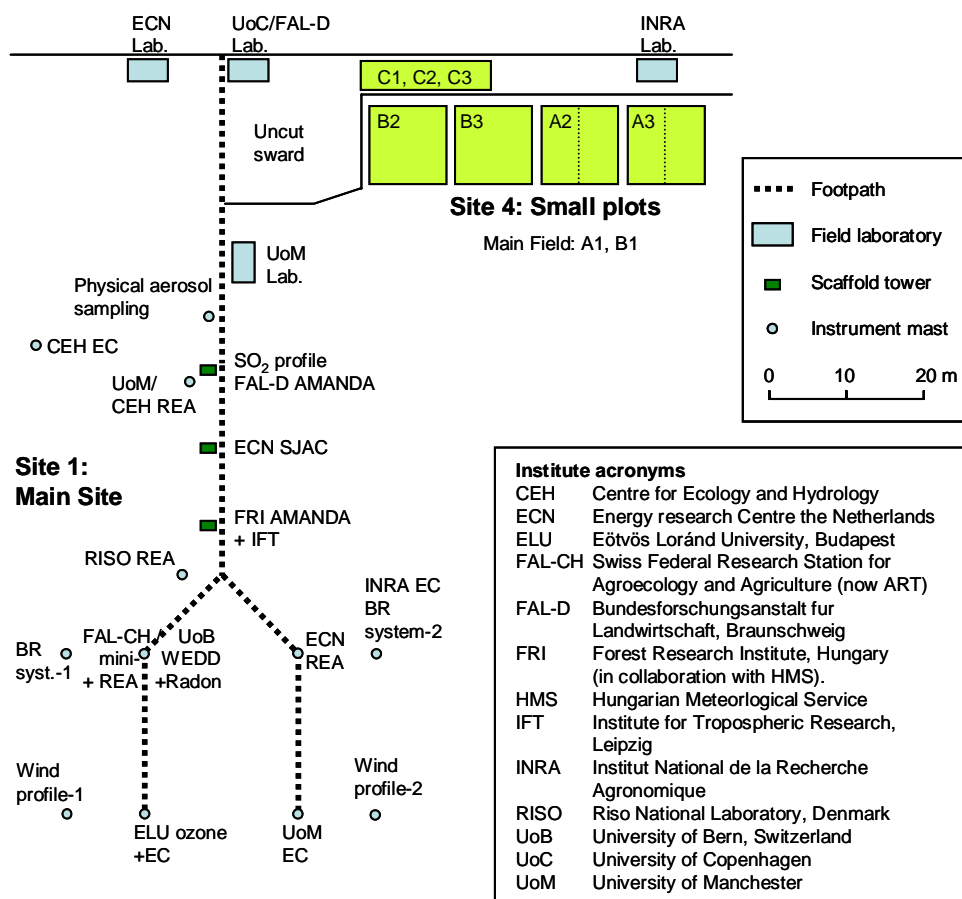 ECN
Lab.
UoC/FAL-D
Lab.
INRA
Lab.
C1, C2, C3
Uncut
sward
B2
B3
A2
A3
Site 4: Small plots
Main Field: A1, B1
UoM
Lab.
Physical aerosol
sampling
CEH EC
SO2 profile
FAL-D AMANDA
UoM/
CEH REA
ECN SJAC
Site 1:
Main Site
FRI AMANDA
+ IFT
RISO REA
INRA EC
BR
system-2
BR
syst.-1
FAL-CH
mini-
+ REA
UoB
WEDD
+Radon
ECN
REA
Wind
profile-1
Wind
profile-2
ELU ozone
+EC
UoM
EC
Footpath
Field laboratory
Scaffold tower
Instrument mast
0 10 20 m
Institute acronyms
CEH Centre for Ecology and Hydrology
ECN Energy research Centre the Netherlands
ELU Eötvös Loránd University, Budapest
FAL-CH Swiss Federal Research Station for
Agroecology and Agriculture (now ART)
FAL-D Bundesforschungsanstalt fur
Landwirtschaft, Braunschweig
FRI Forest Research Institute, Hungary
(in collaboration with HMS).
HMS Hungarian Meteorlogical Service
IFT Institute for Tropospheric Research,
Leipzig
INRA Institut National de la Recherche
Agronomique
RISO Riso National Laboratory, Denmark
UoB University of Bern, Switzerland
UoC University of Copenhagen
UoM University of Manchester